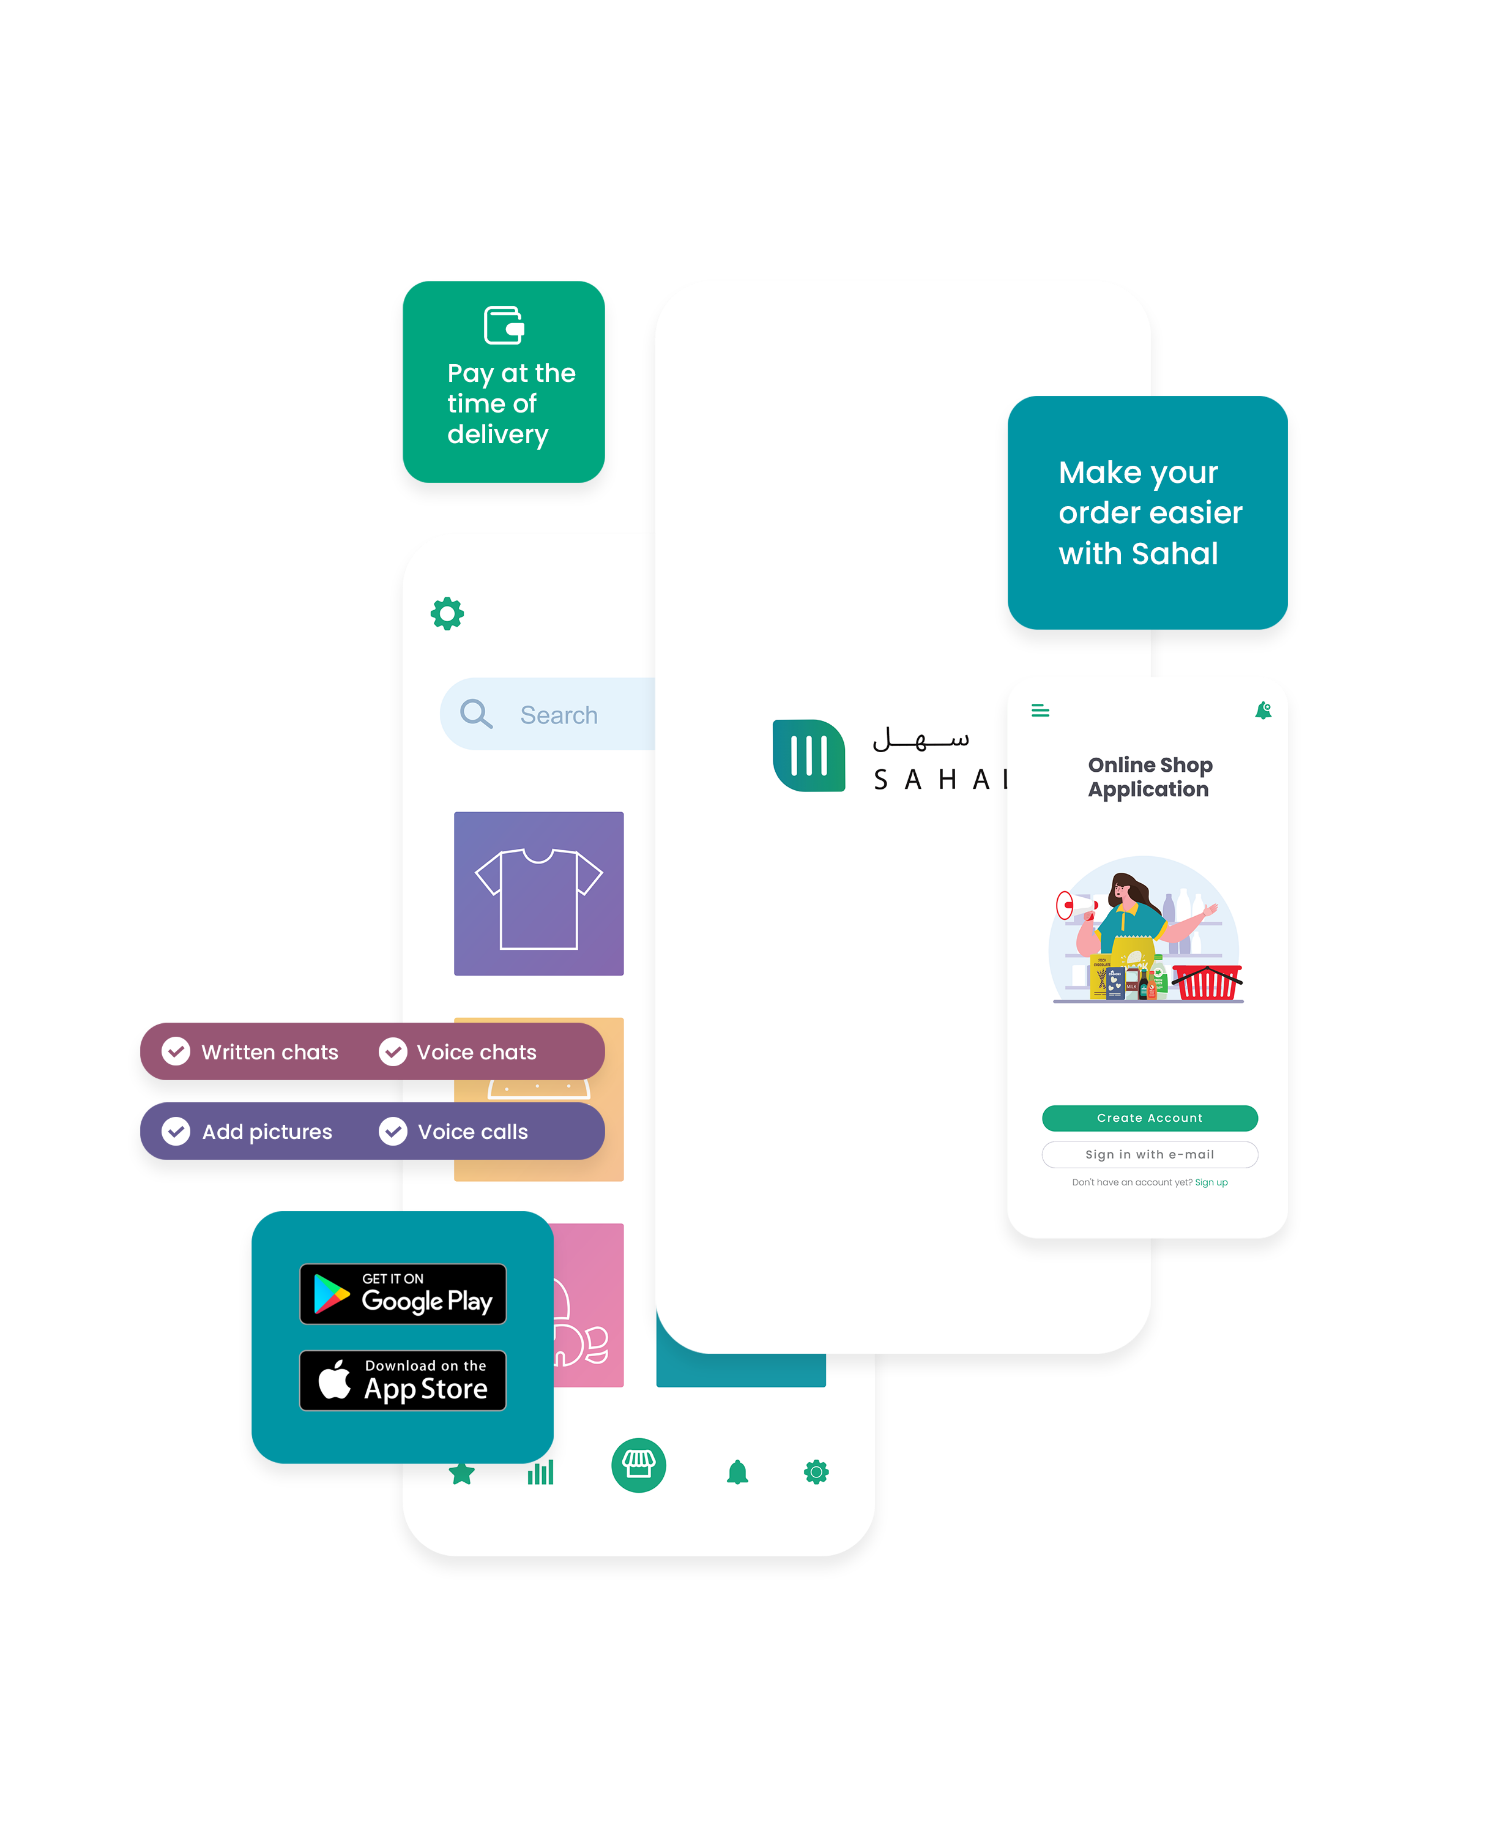 Pay at the
time of
delivery
Make your
order easier
with Sahal
Search
سهل
SAHAL
Online Shop
Application
Written chats
Voice chats
Add pictures
Voice calls
Create Account
Sign in with e-mail
Don't have an account yet? Sign up
GET IT ON
Google Play
Download on the
App Store